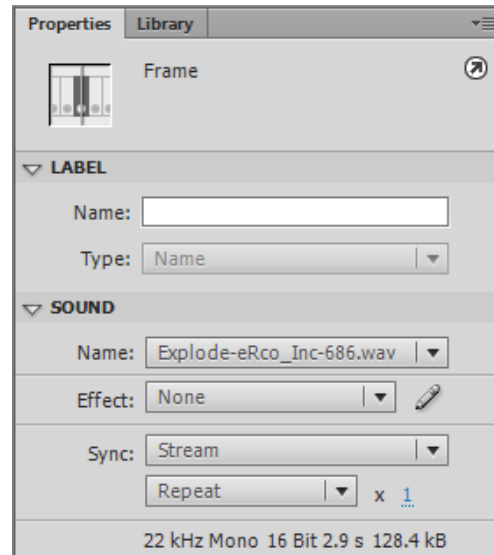 Properties Library
Frame
LABEL
Name:
Type: Name
SOUND
Name: Explode-eRco_Inc-686.wav
Effect: None
Sync: Stream
Repeat x 1
22 kHz Mono 16 Bit 2.9 s 128.4 kB